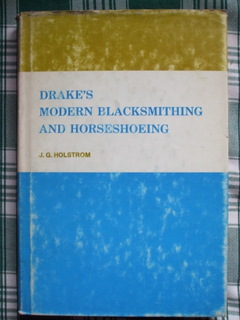 DRAKE'S
MODERN BLACKSMITHING
AND HORSESHOEING
J. G. HOLSTROM